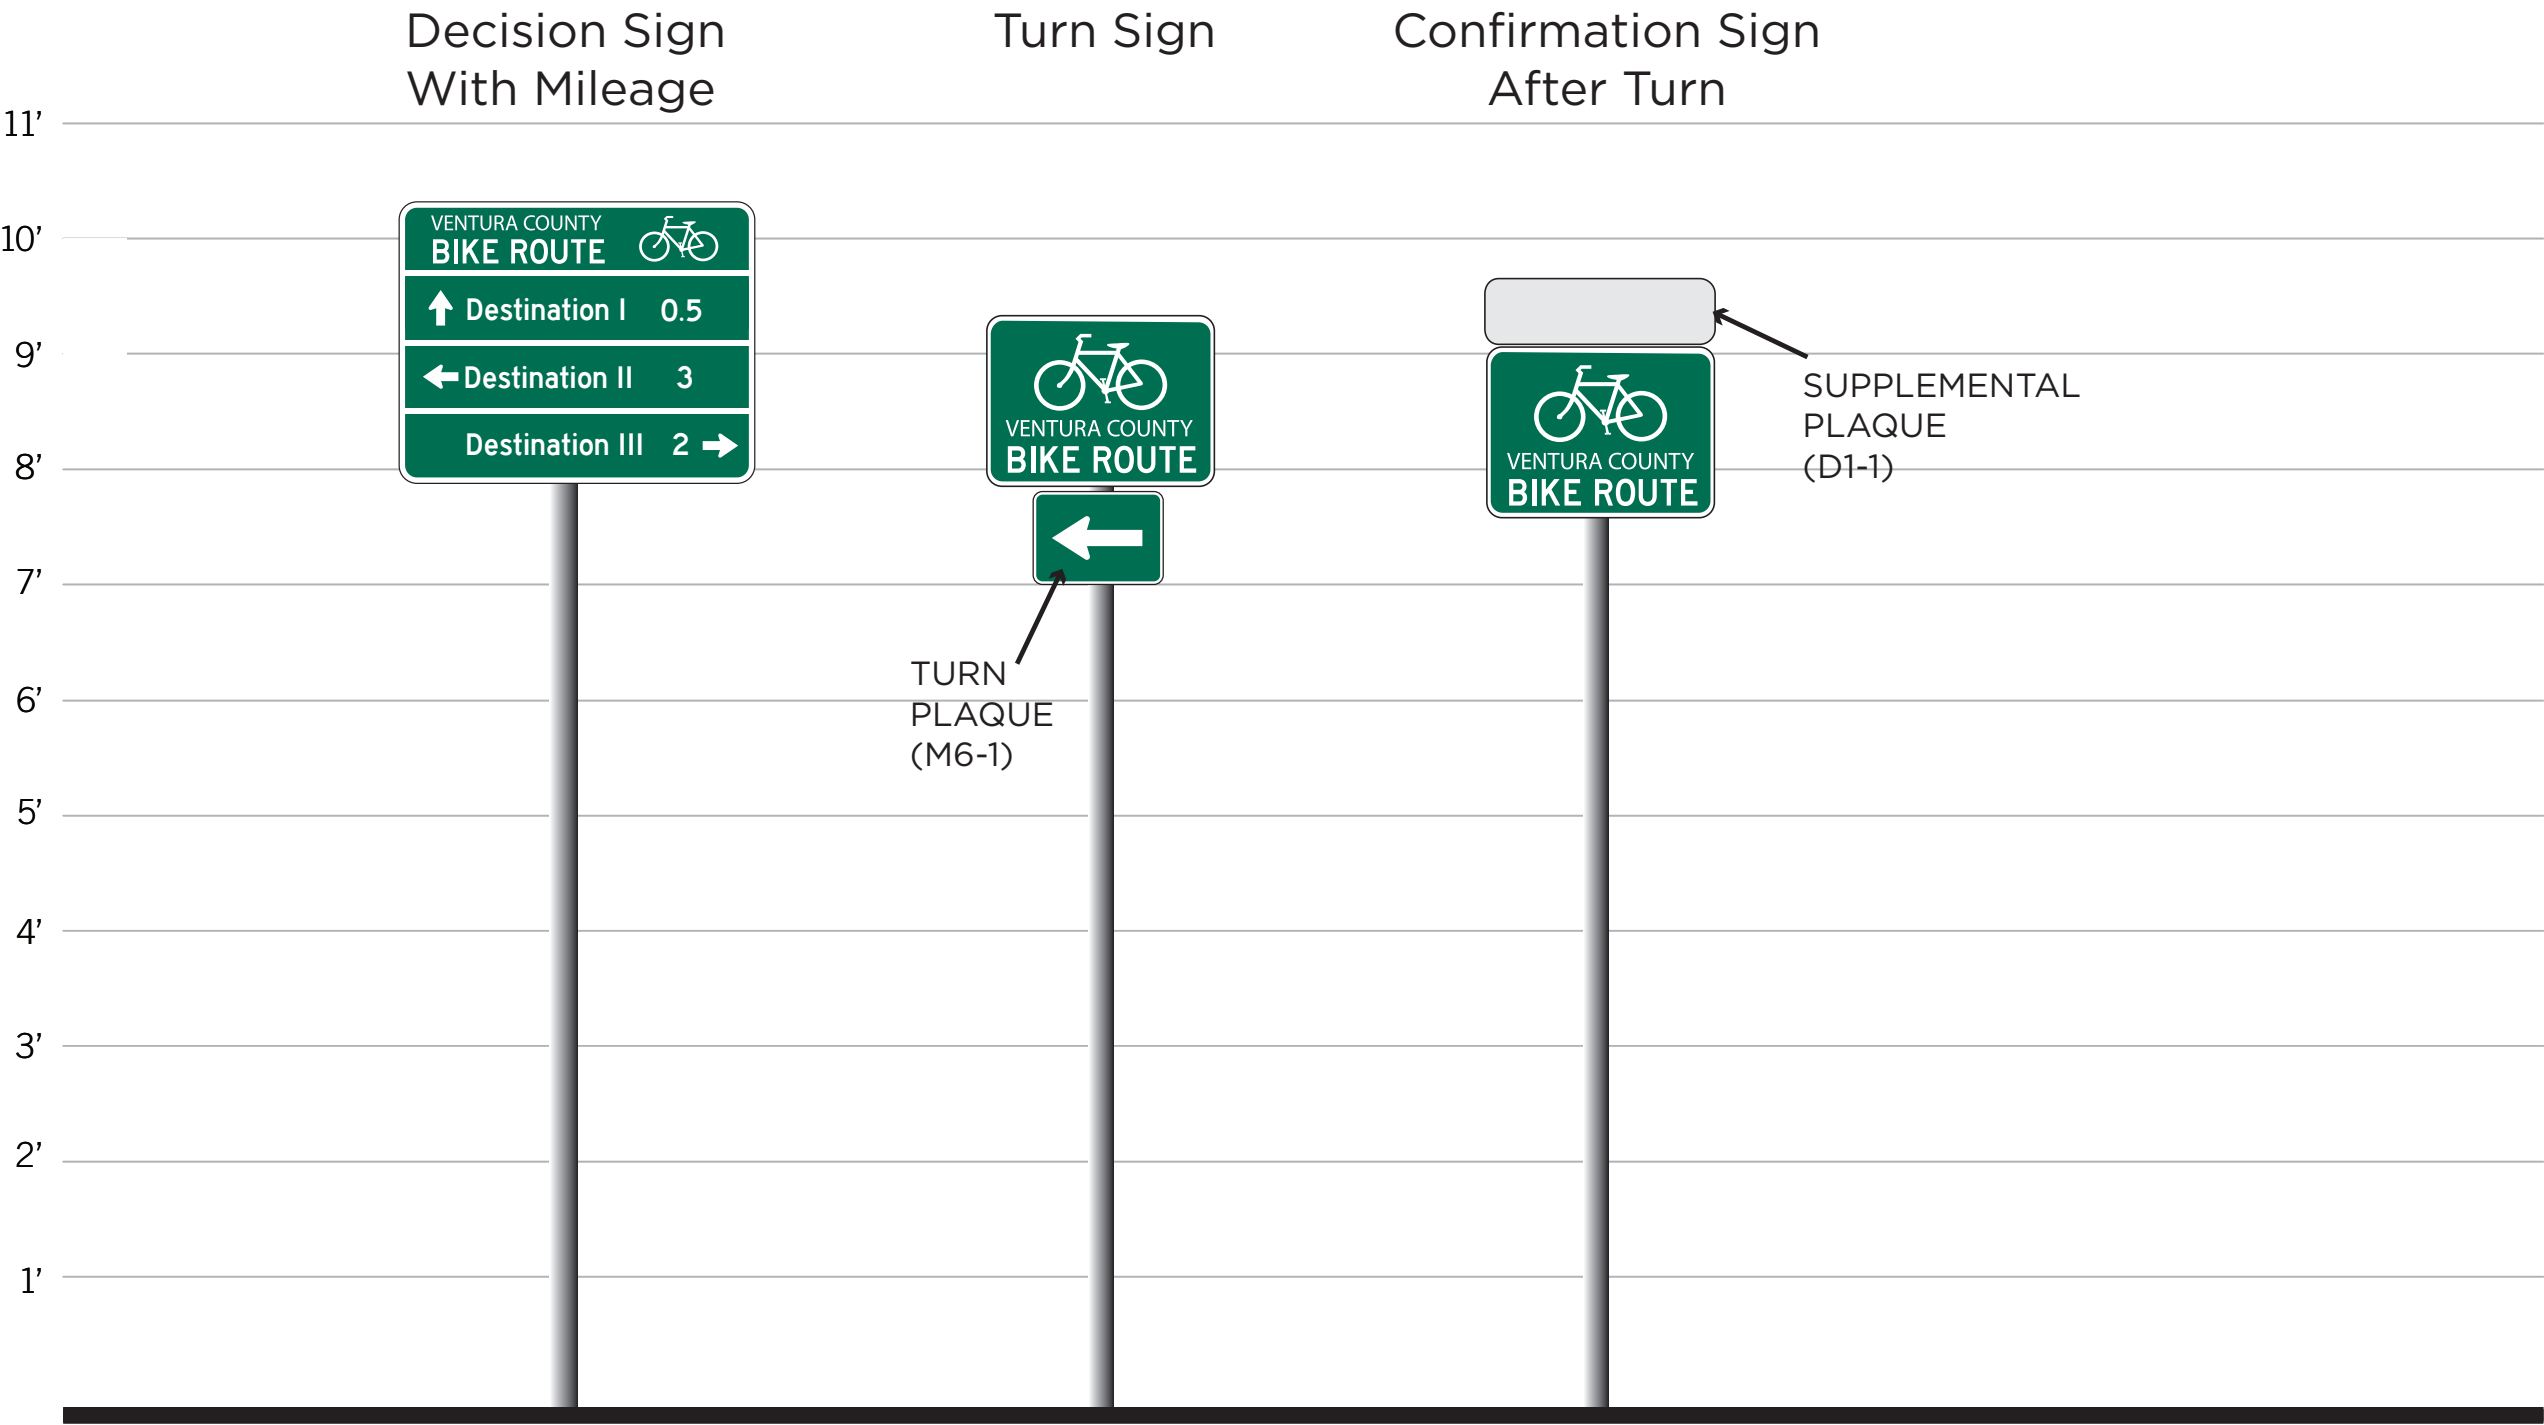 Decision Sign
With Mileage
Turn Sign
Confirmation Sign
After Turn
11’
10’
9’
8’
7’
6’
5’
4’
3’
2’
1’
VENTURA COUNTY
BIKE ROUTE
Destination I 0.5
Destination II 3
Destination III 2
VENTURA COUNTY
BIKE ROUTE
TURN
PLAQUE
(M6-1)
VENTURA COUNTY
BIKE ROUTE
SUPPLEMENTAL
PLAQUE
(D1-1)